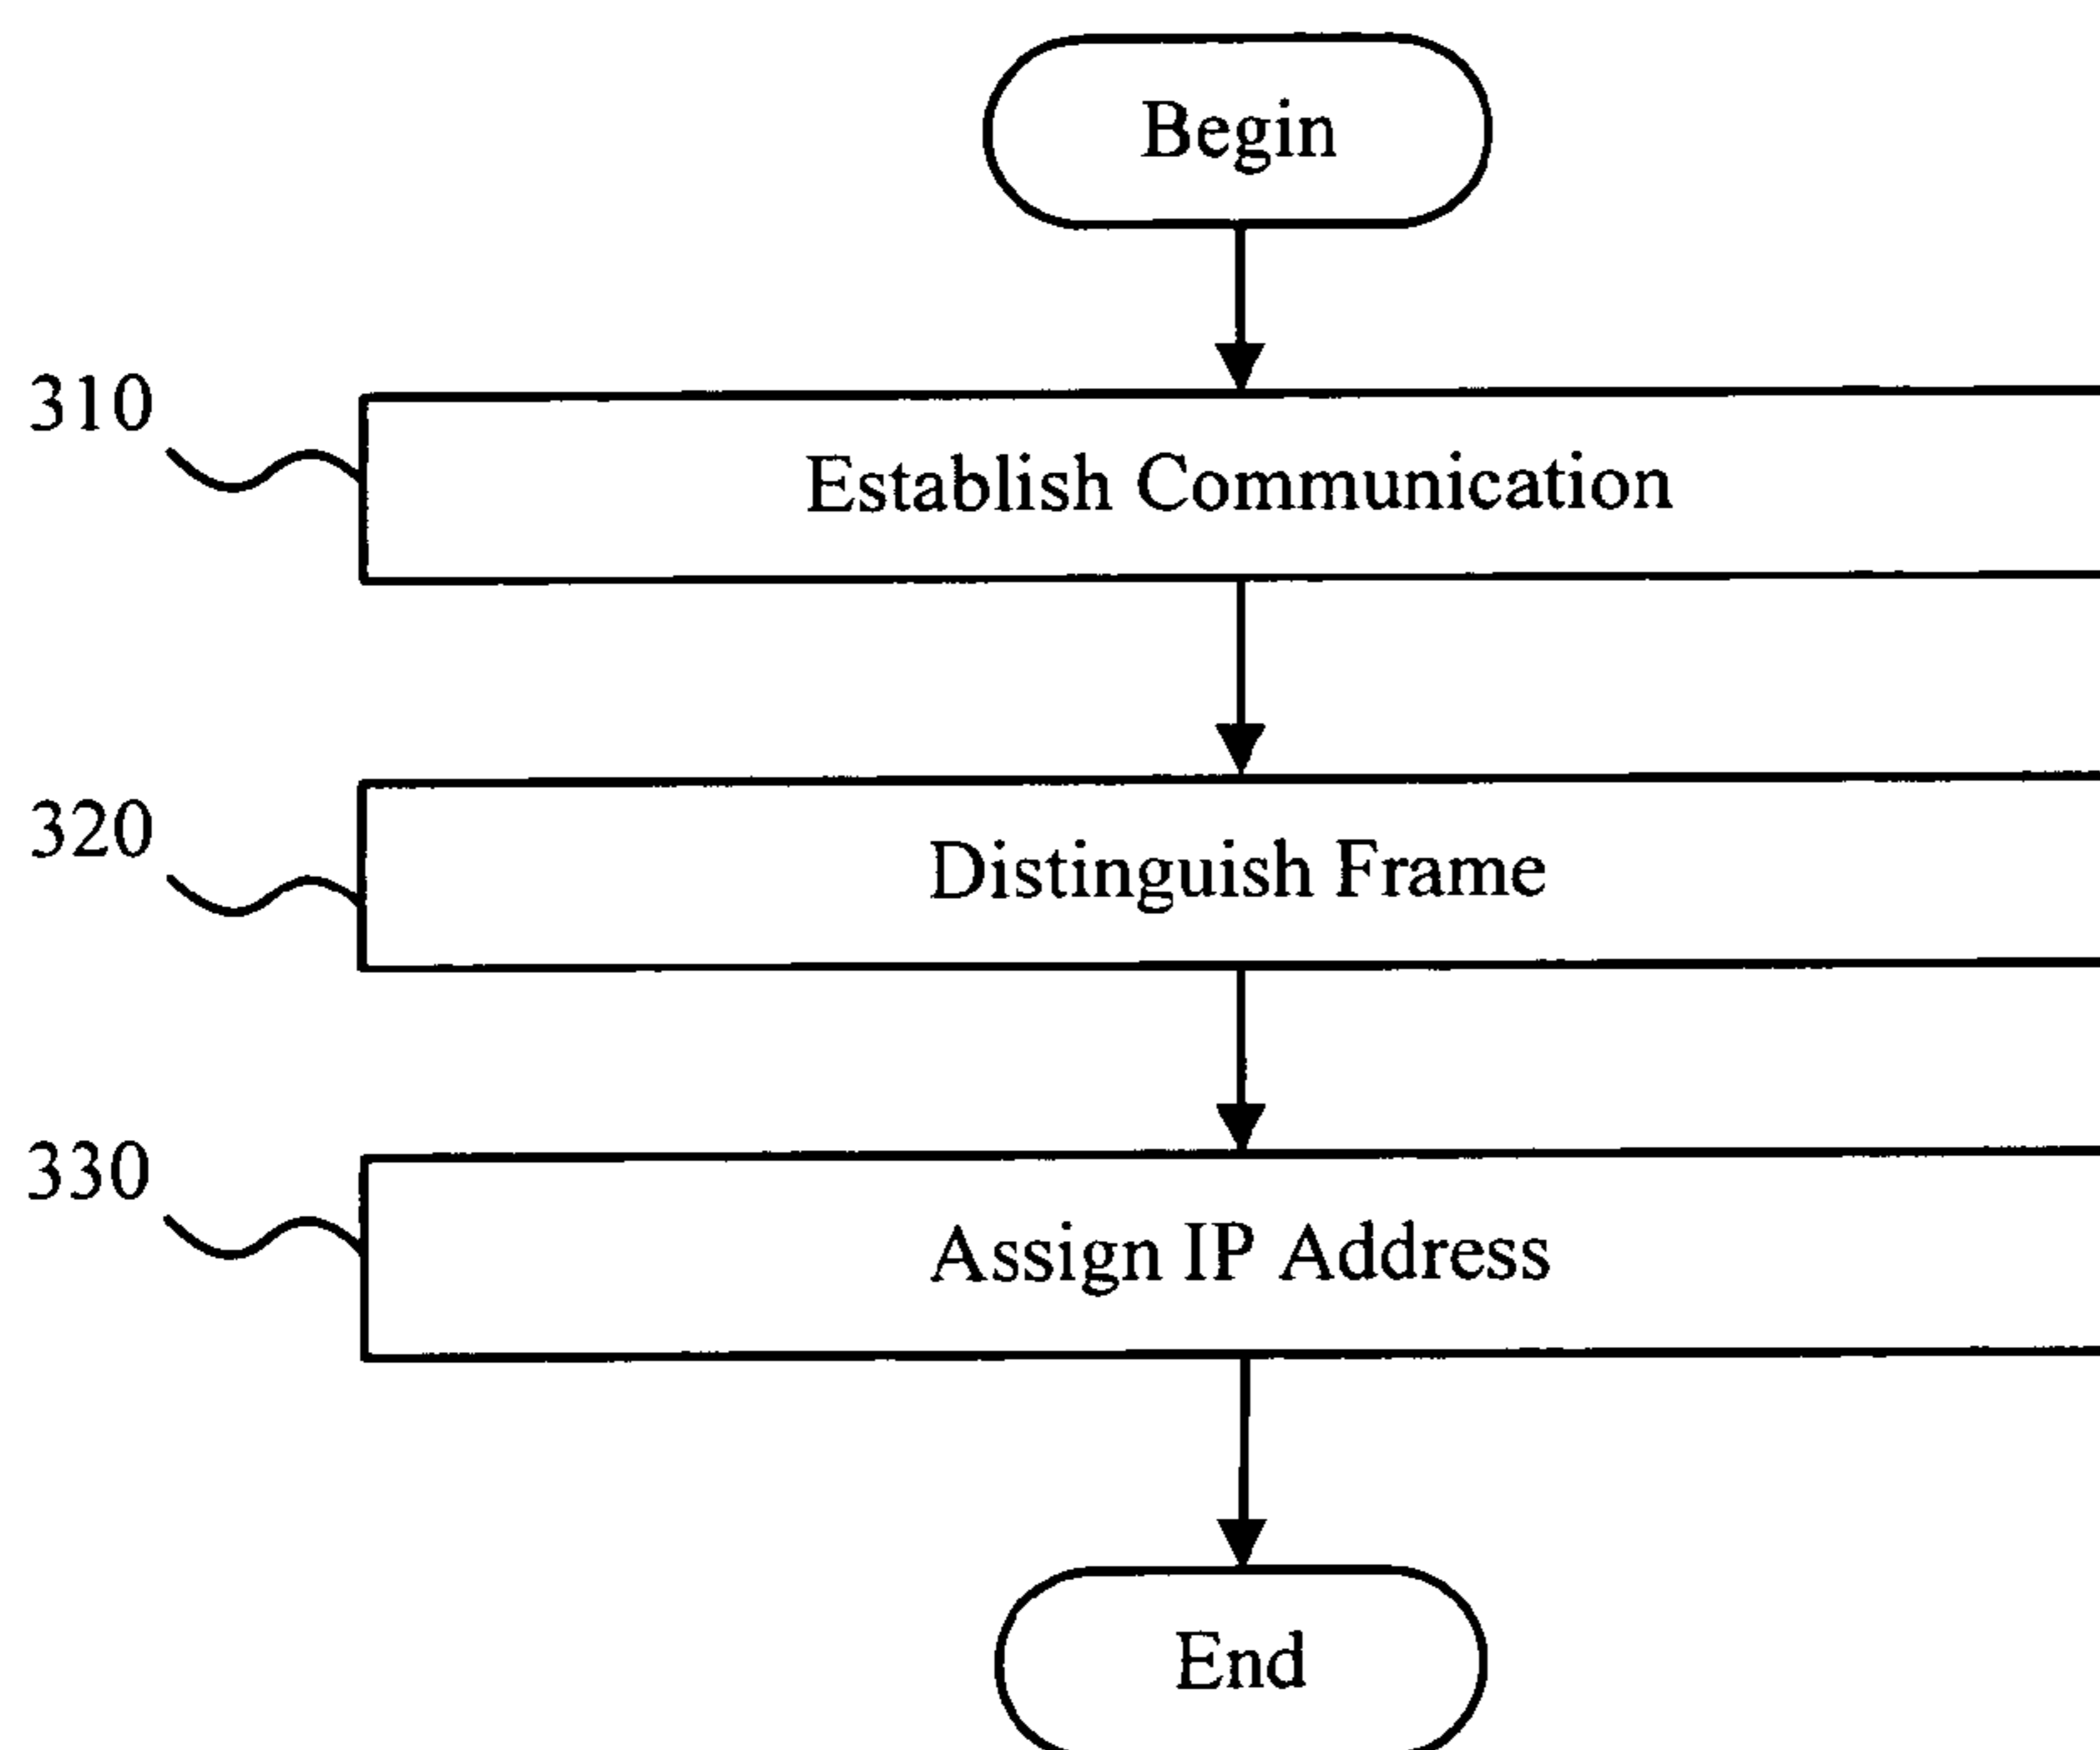 Begin
310
Establish Communication
320
Distinguish Frame
330
Assign IP Address
End